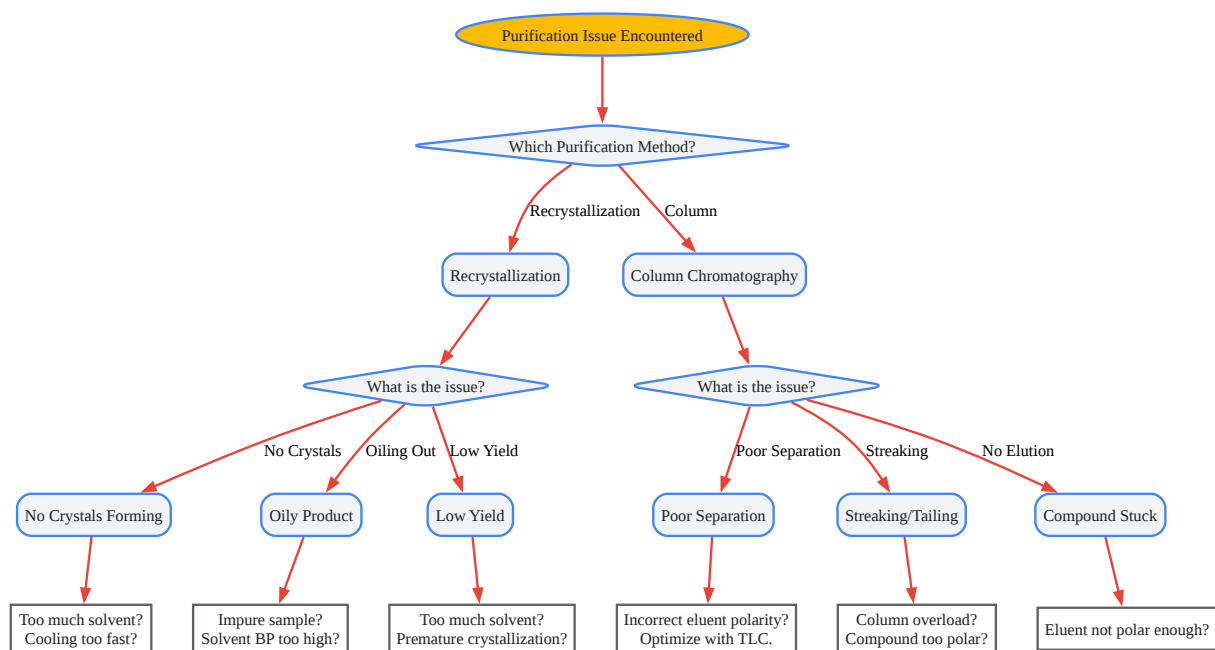 Purification Issue Encountered
Which Purification Method?
Recrystallization
Column
Recrystallization
Column Chromatography
What is the issue?
What is the issue?
No Crystals
Oiling Out
Low Yield
Poor Separation
Streaking
No Elution
No Crystals Forming
Oily Product
Low Yield
Poor Separation
Streaking/Tailing
Compound Stuck
Too much solvent?
Cooling too fast?
Impure sample?
Solvent BP too high?
Too much solvent?
Premature crystallization?
Incorrect eluent polarity?
Optimize with TLC.
Column overload?
Compound too polar?
Eluent not polar enough?